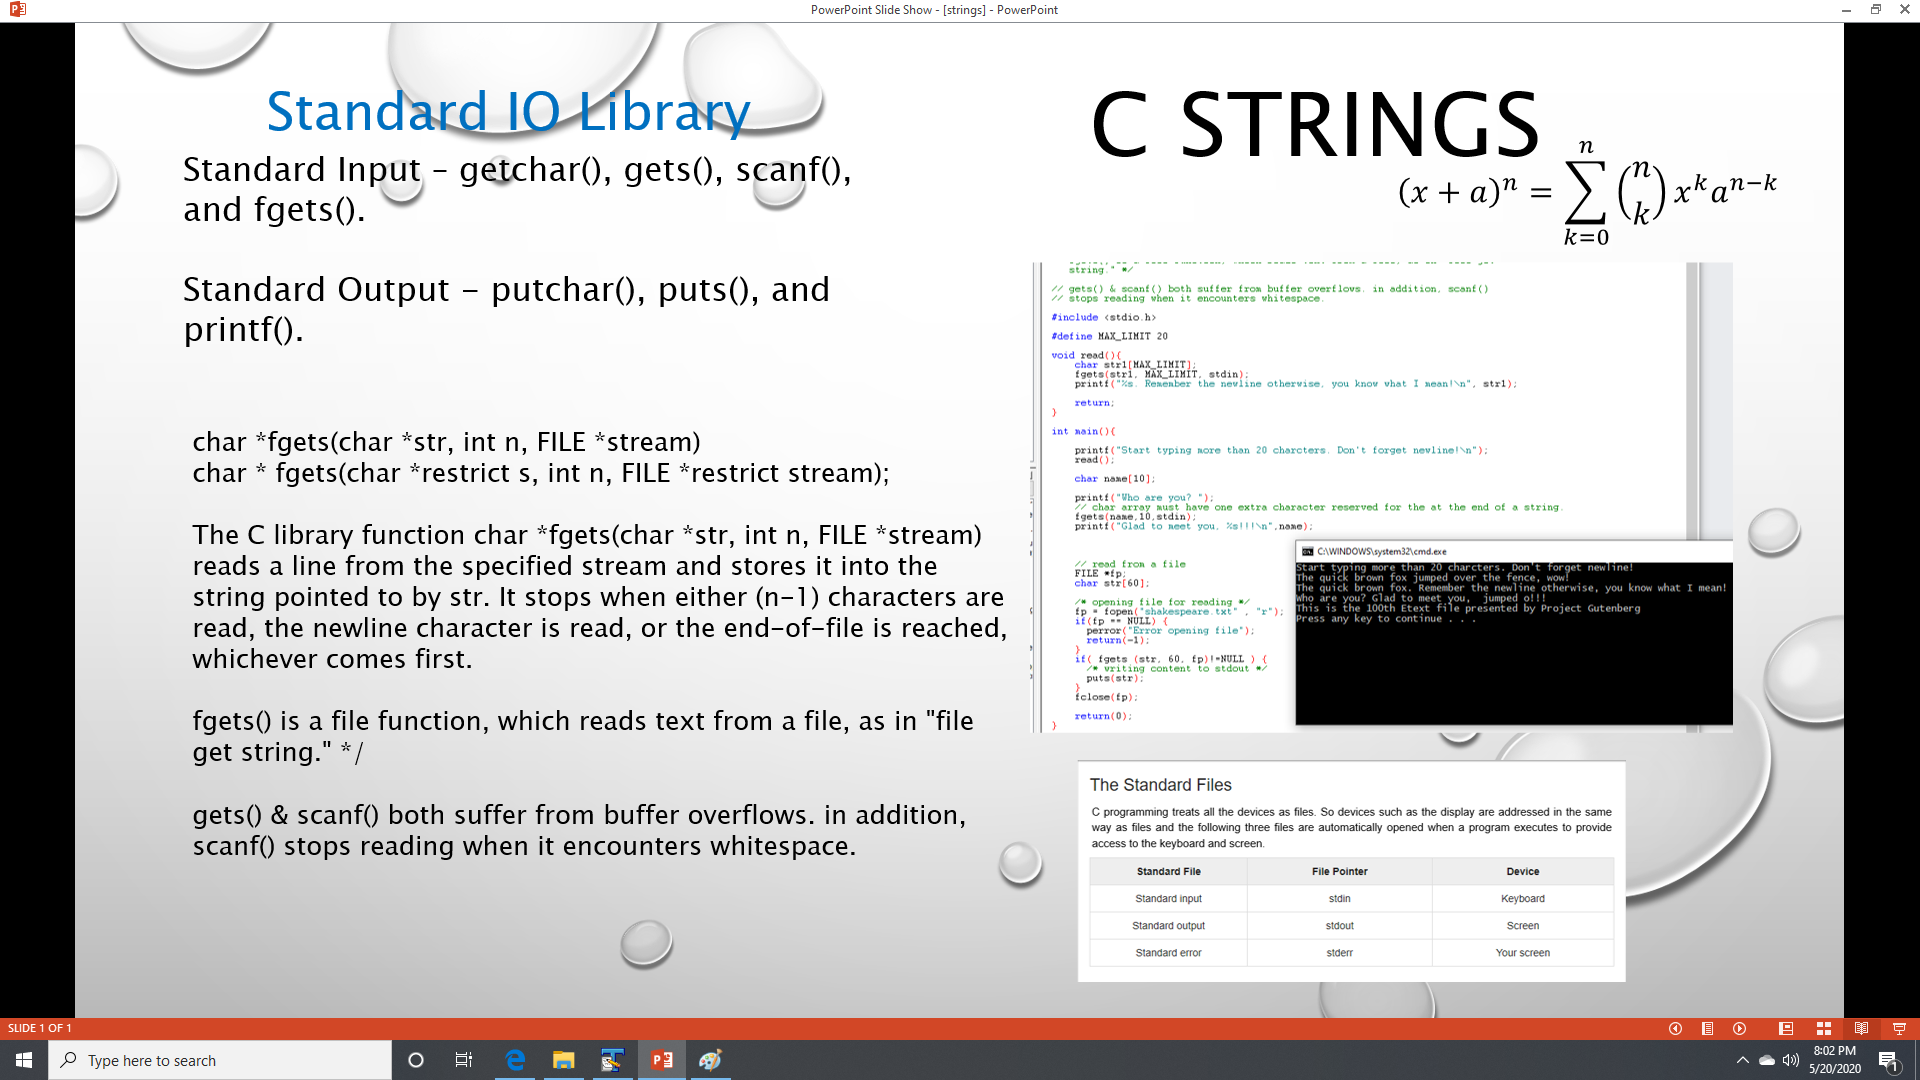 PowerPoint Slide Show - [strings] - PowerPoint
Standard IO Library
Standard Input – getchar(), gets(), scanf(),
and fgets().
Standard Output – putchar(), puts(), and
printf().
char *fgets(char *str, int n, FILE *stream)
char * fgets(char *restrict s, int n, FILE *restrict stream);
The C library function char *fgets(char *str, int n, FILE *stream)
reads a line from the specified stream and stores it into the
string pointed to by str. It stops when either (n-1) characters are
read, the newline character is read, or the end-of-file is reached,
whichever comes first.
fgets() is a file function, which reads text from a file, as in "file
get string." */
gets() & scanf() both suffer from buffer overflows. in addition,
scanf() stops reading when it encounters whitespace.
C STRINGS
(x + a)^n = ∑_{k=0}^{n} (n k) x^k a^{n−k}
string." */
// gets() & scanf() both suffer from buffer overflows. in addition, scanf()
// stops reading when it encounters whitespace.
#include <stdio.h>
#define MAX_LIMIT 20
void read(){
char str1[MAX_LIMIT];
fgets(str1, MAX_LIMIT, stdin);
printf("%s. Remember the newline otherwise, you know what I mean!\n", str1);
return;
}
int main(){
printf("Start typing more than 20 charcters. Don't forget newline!\n");
read();
char name[10];
printf("Who are you? ");
// char array must have one extra character reserved for the at the end of a string.
fgets(name,10,stdin);
printf("Glad to meet you, %s!!!\n",name);
// read from a file
FILE *fp;
char str[60];
/* opening file for reading */
fp = fopen("shakespeare.txt" , "r");
if(fp == NULL) {
perror("Error opening file");
return(-1);
}
if( fgets (str, 60, fp)!=NULL ) {
/* writing content to stdout */
puts(str);
}
fclose(fp);
return(0);
}
C:\WINDOWS\system32\cmd.exe
Start typing more than 20 charcters. Don't forget newline!
The quick brown fox jumped over the fence, wow!
The quick brown fox. Remember the newline otherwise, you know what I mean!
Who are you? Glad to meet you,  jumped o!!!
This is the 100th Etext file presented by Project Gutenberg
Press any key to continue . . .
The Standard Files
C programming treats all the devices as files. So devices such as the display are addressed in the same
way as files and the following three files are automatically opened when a program executes to provide
access to the keyboard and screen.
Standard File File Pointer Device
Standard input stdin Keyboard
Standard output stdout Screen
Standard error stderr Your screen
SLIDE 1 OF 1
Type here to search
8:02 PM
5/20/2020
1